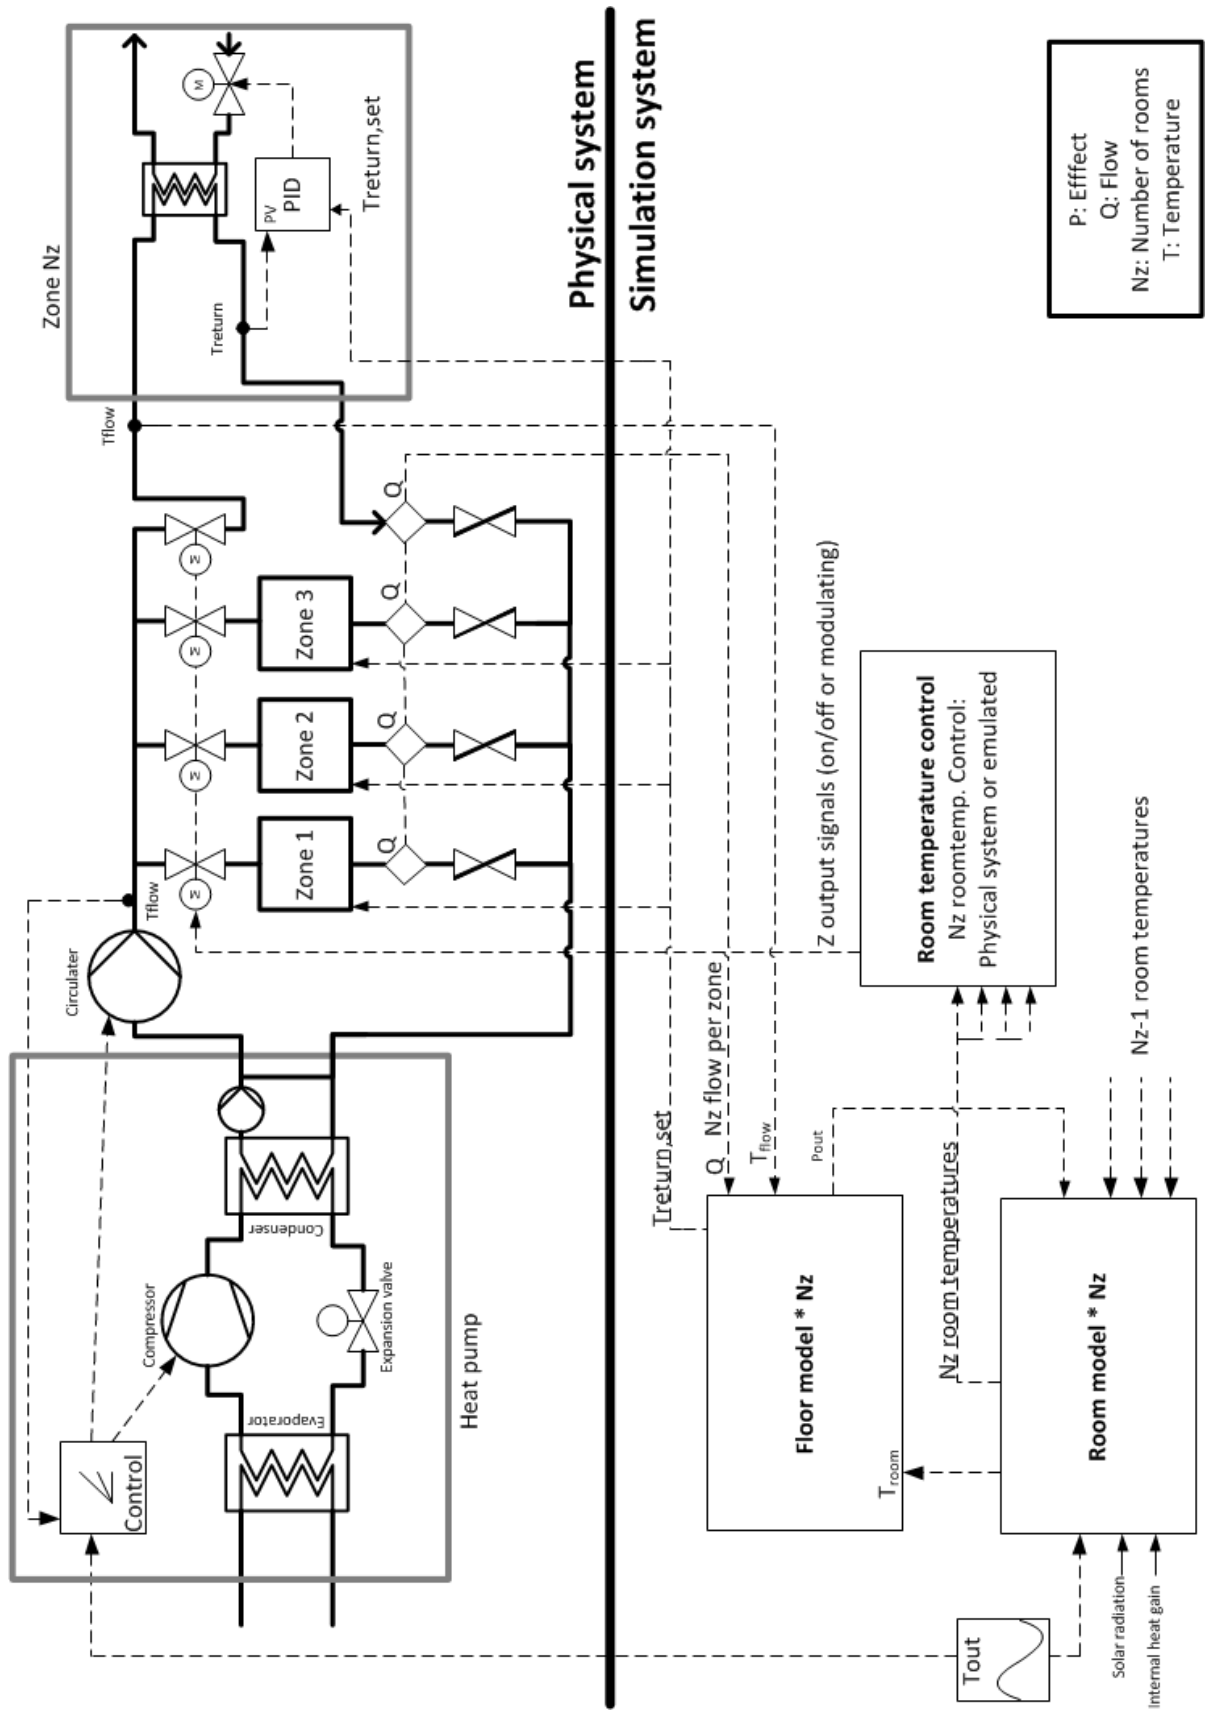 Zone Nz
Treturn
Tflow
PV
PID
M
Treturn,set
Physical system
Simulation system
P: Efffect
Q: Flow
Nz: Number of rooms
T: Temperature
Circulater
Tflow
M
M
M
M
Zone 1
Zone 2
Zone 3
Q
Q
Q
Q
Control
Compressor
Condenser
Evaporator
Expansion valve
Heat pump
Treturn,set
Q Nz flow per zone
Tflow
Pout
Z output signals (on/off or modulating)
Room temperature control
Nz roomtemp. Control:
Physical system or emulated
Floor model * Nz
Troom
Nz room temperatures
Nz-1 room temperatures
Room model * Nz
Tout
Solar radiation
Internal heat gain